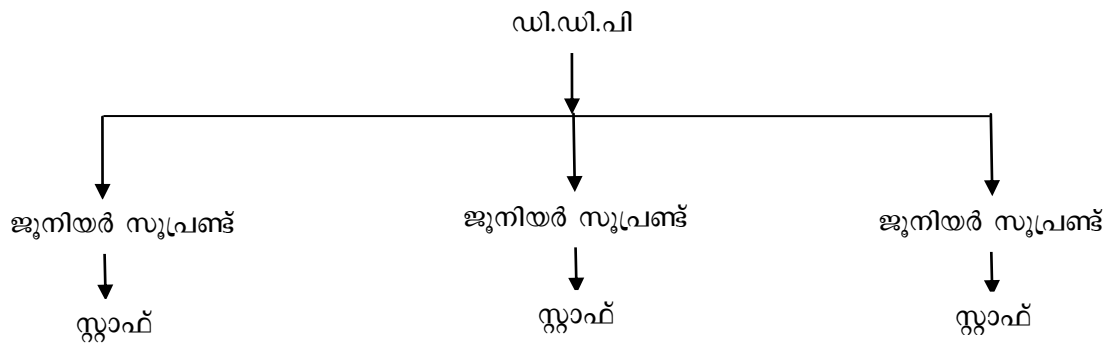 ഡി.ഡി.പി
ജൂനിയർ സൂപ്രണ്ട് ജൂനിയർ സൂപ്രണ്ട് ജൂനിയർ സൂപ്രണ്ട്
സ്റ്റാഫ് സ്റ്റാഫ് സ്റ്റാഫ്